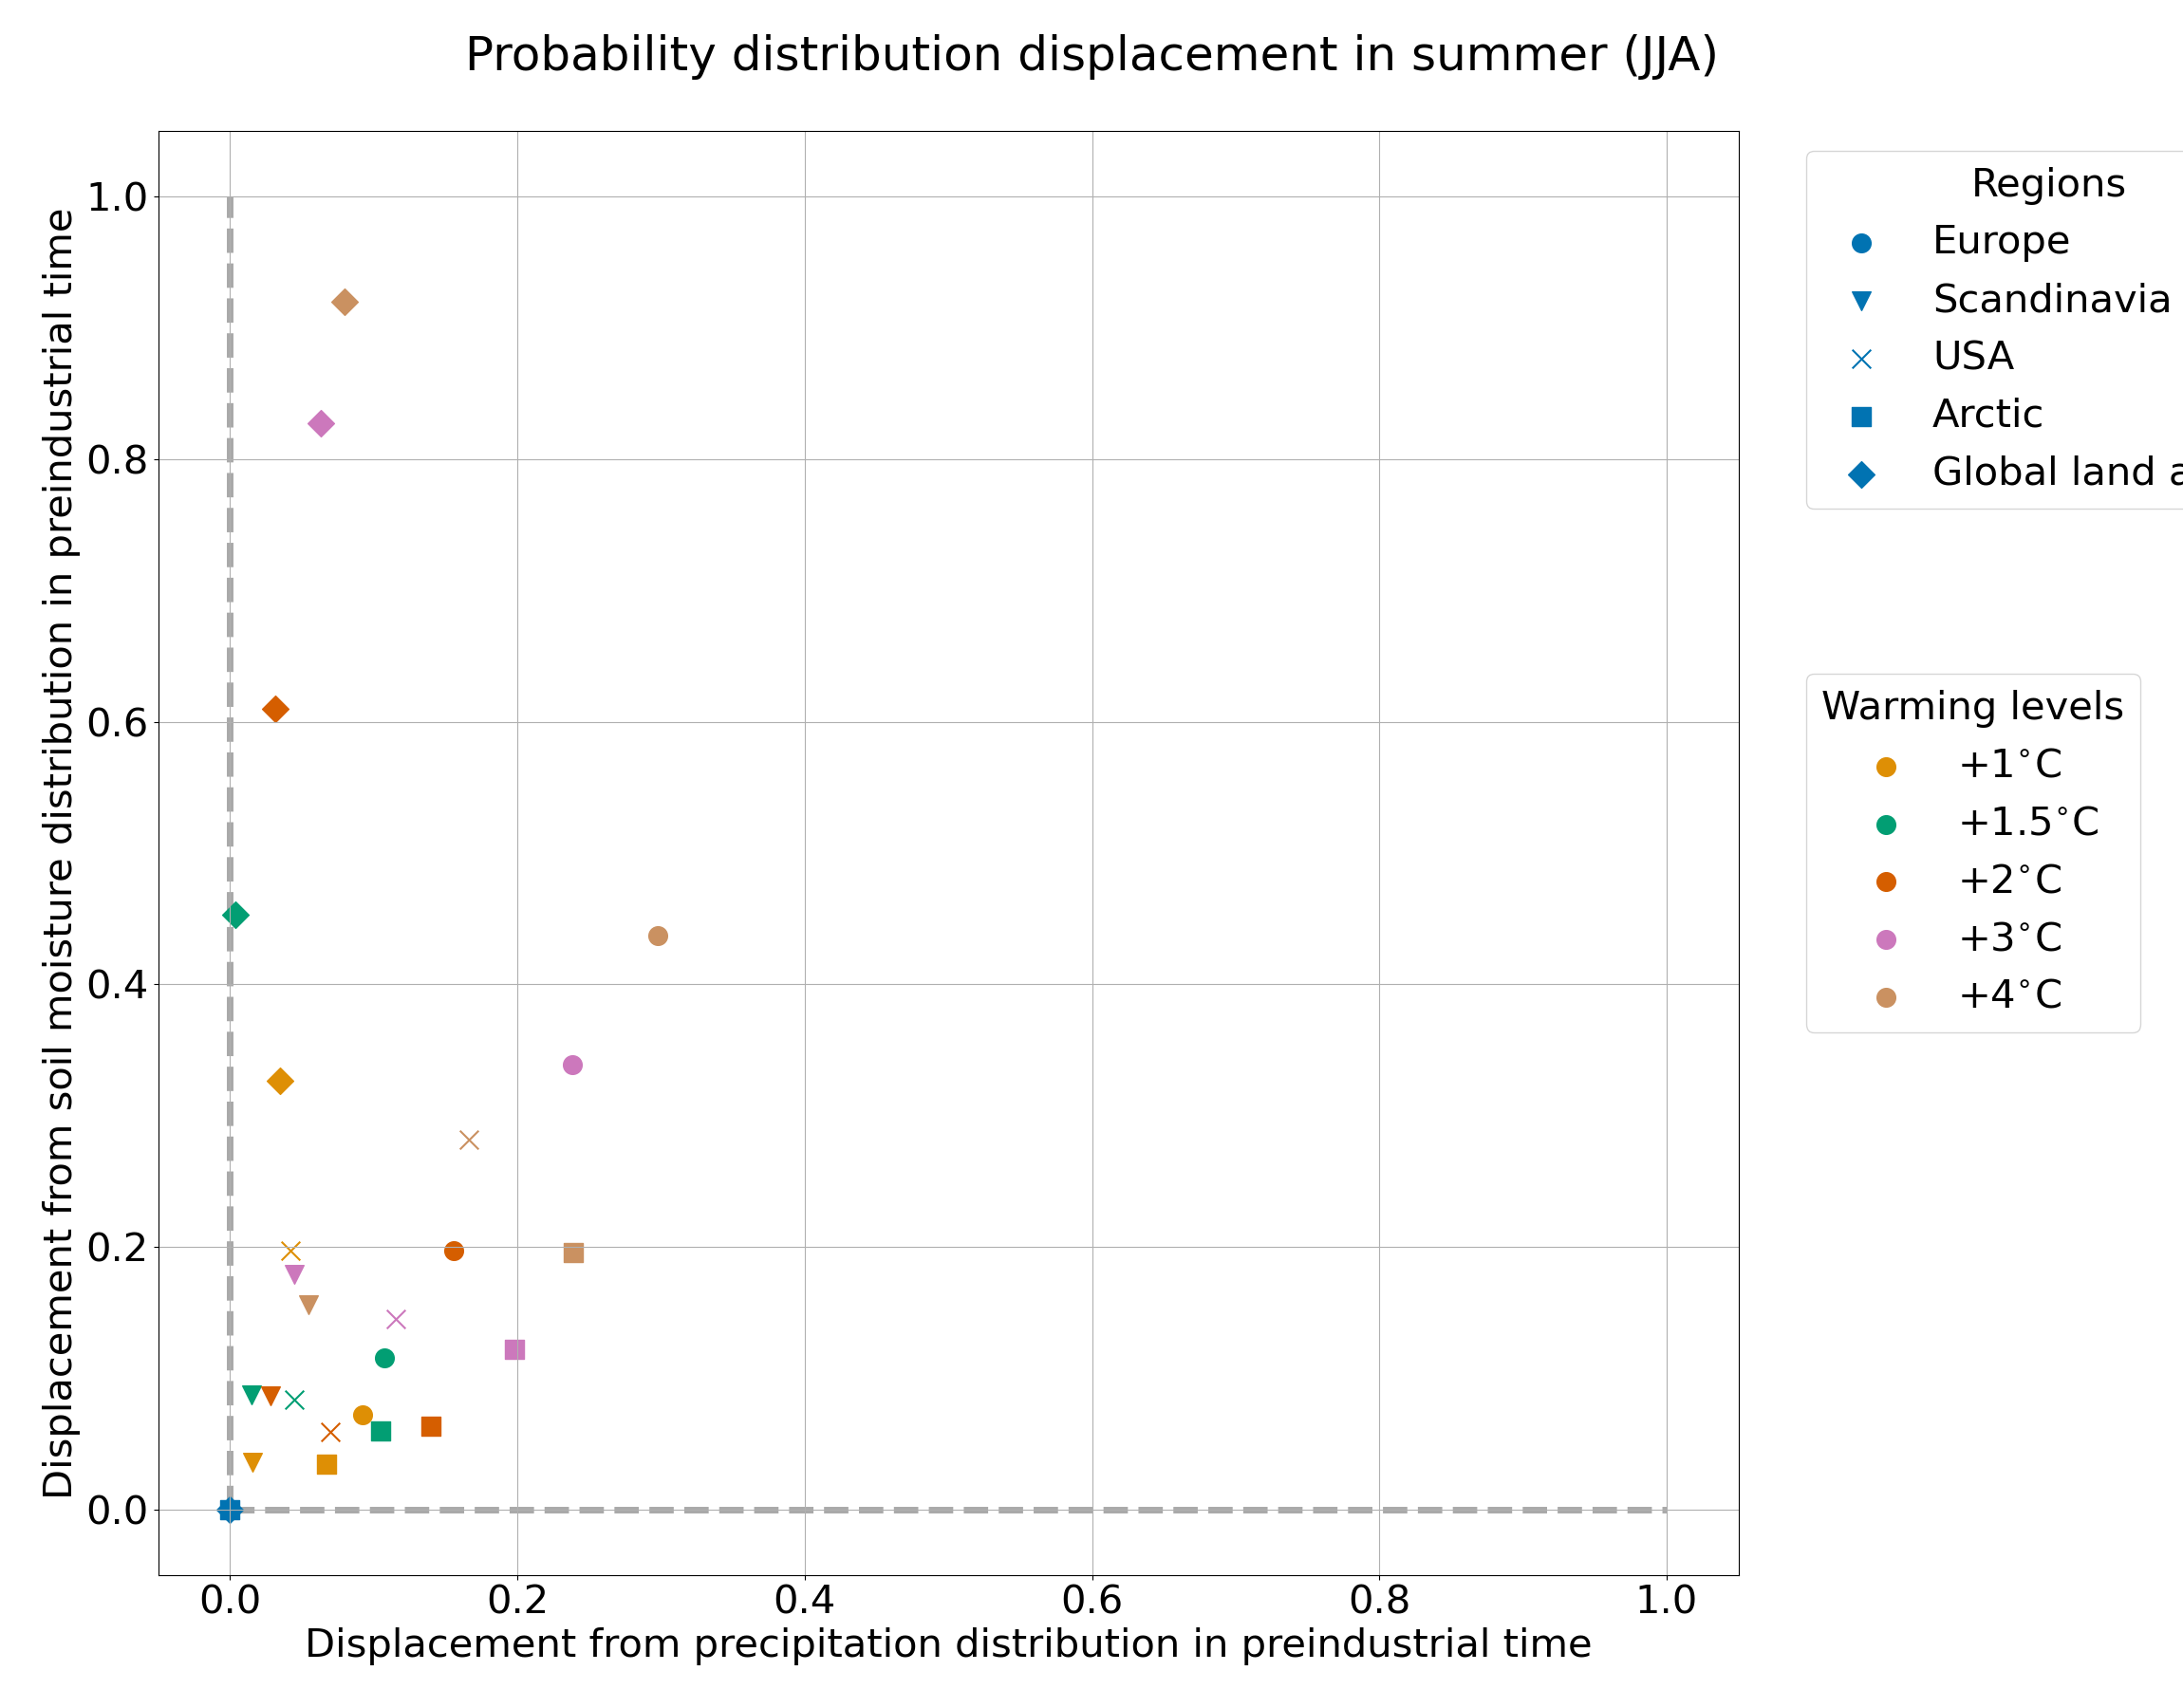 Probability distribution displacement in summer (JJA)
Displacement from soil moisture distribution in preindustrial time
1.0
0.8
0.6
0.4
0.2
0.0
0.0 0.2 0.4 0.6 0.8 1.0
Displacement from precipitation distribution in preindustrial time
Regions
Europe
Scandinavia
USA
Arctic
Global land
Warming levels
+1°C
+1.5°C
+2°C
+3°C
+4°C